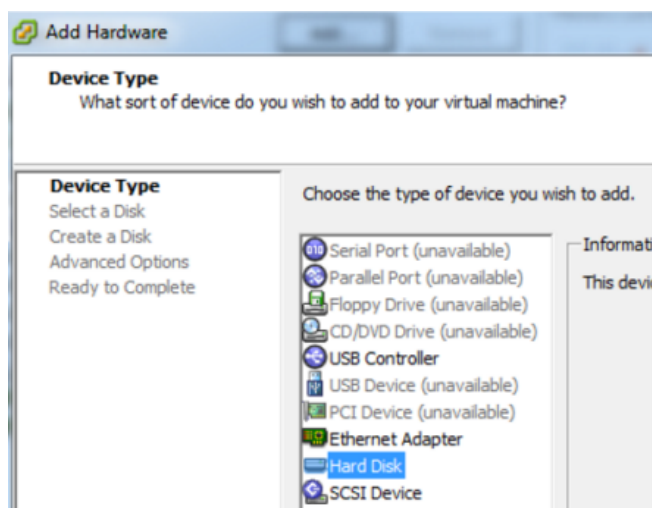 Add Hardware
Device Type
What sort of device do you wish to add to your virtual machine?
Device Type
Select a Disk
Create a Disk
Advanced Options
Ready to Complete
Choose the type of device you wish to add.
Serial Port (unavailable)
Parallel Port (unavailable)
Floppy Drive (unavailable)
CD/DVD Drive (unavailable)
USB Controller
USB Device (unavailable)
PCI Device (unavailable)
Ethernet Adapter
Hard Disk
SCSI Device
Informati
This devi